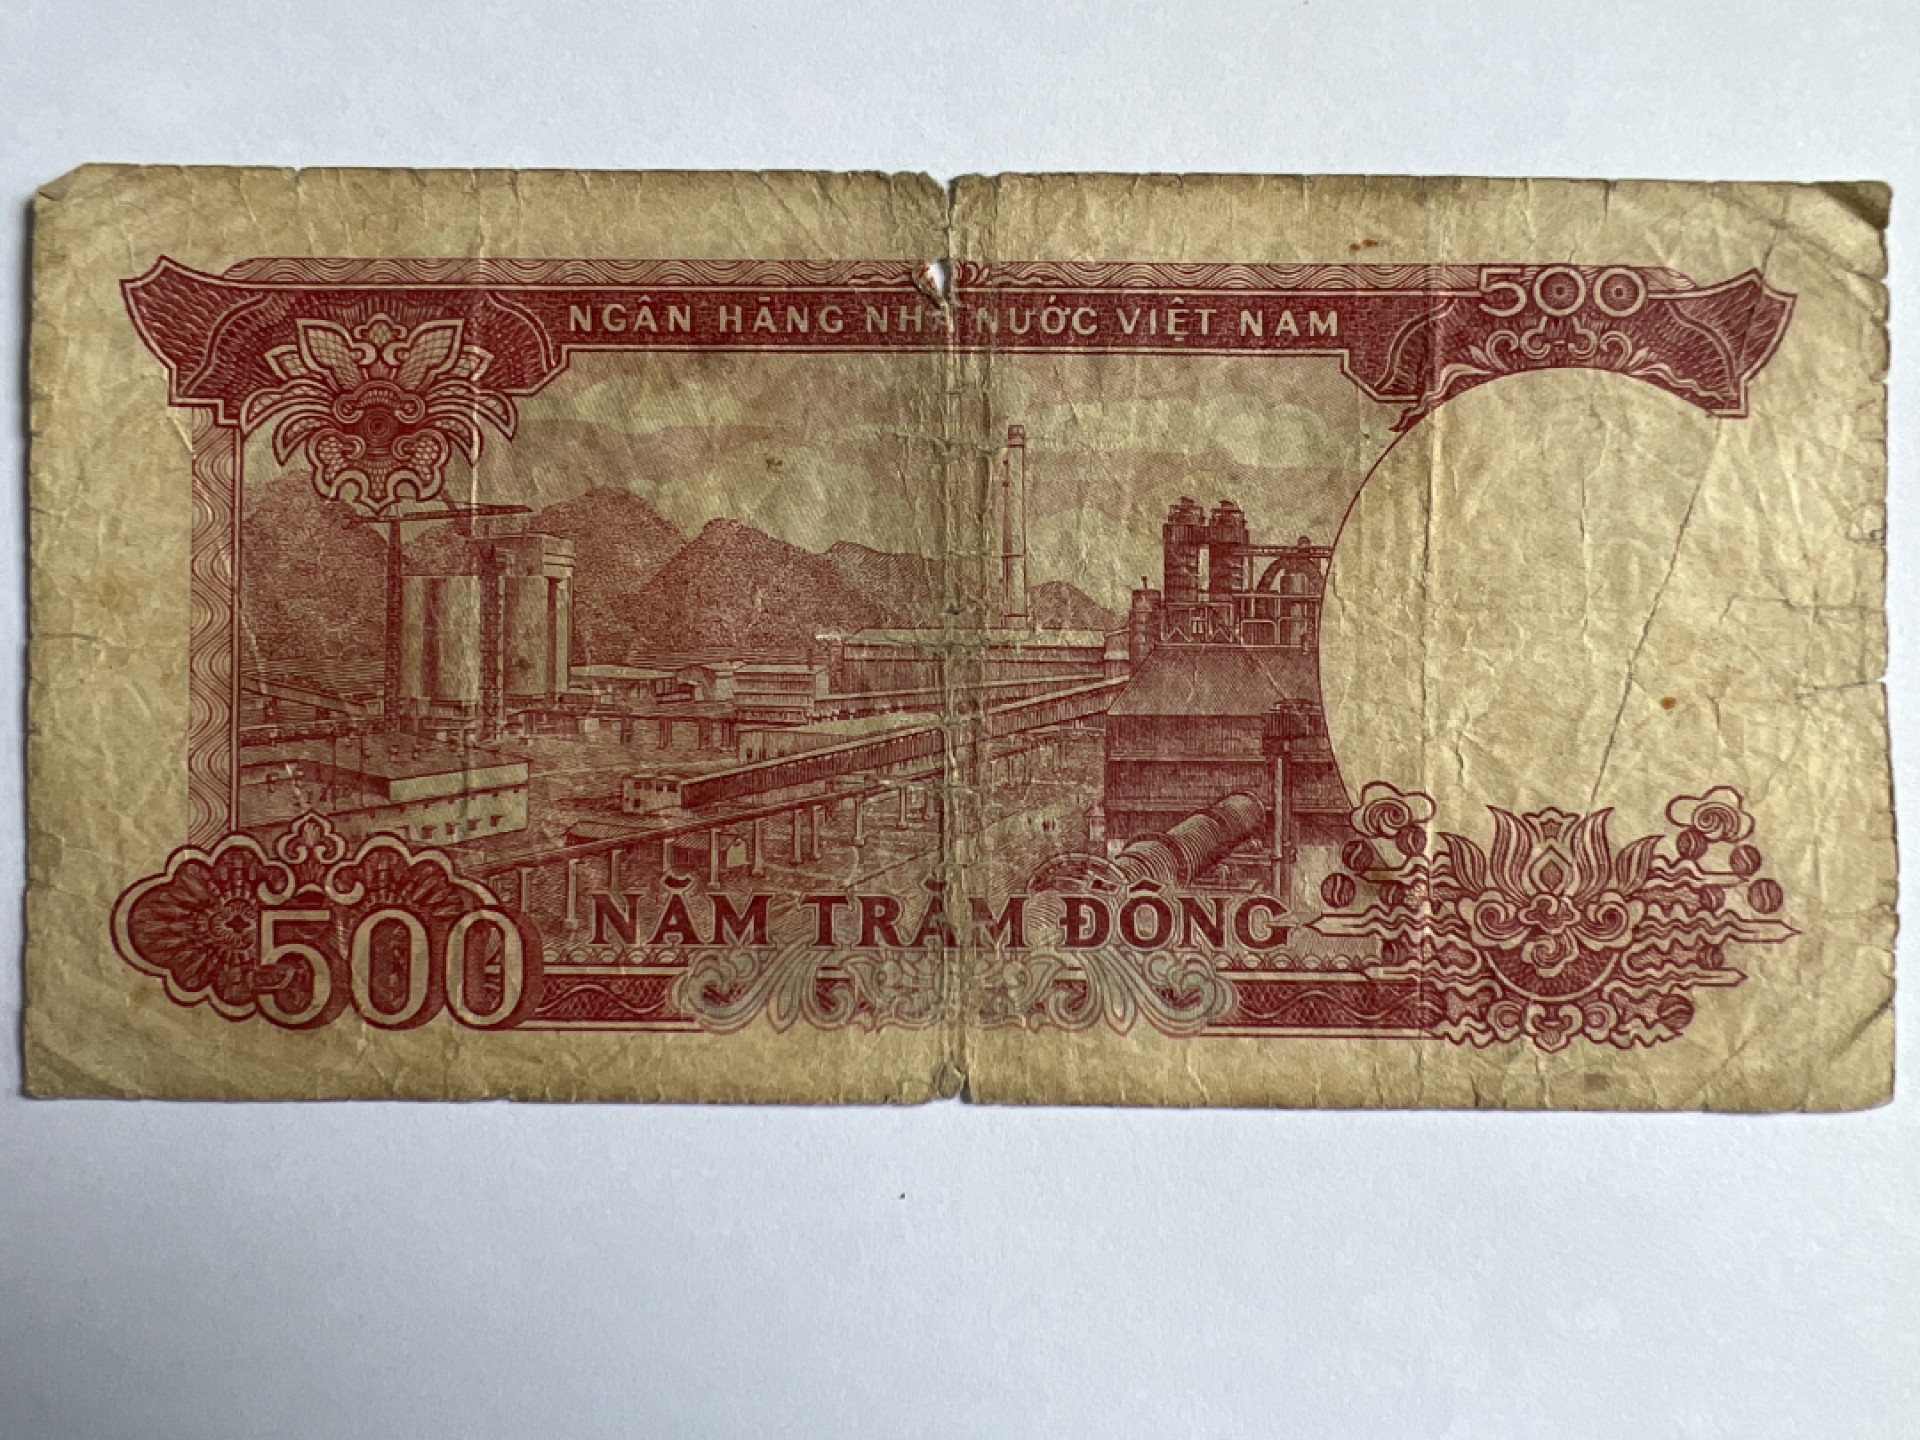 NGÂN HÀNG NHÀ NƯỚC VIỆT NAM
500
500
NĂM TRĂM ĐỒNG